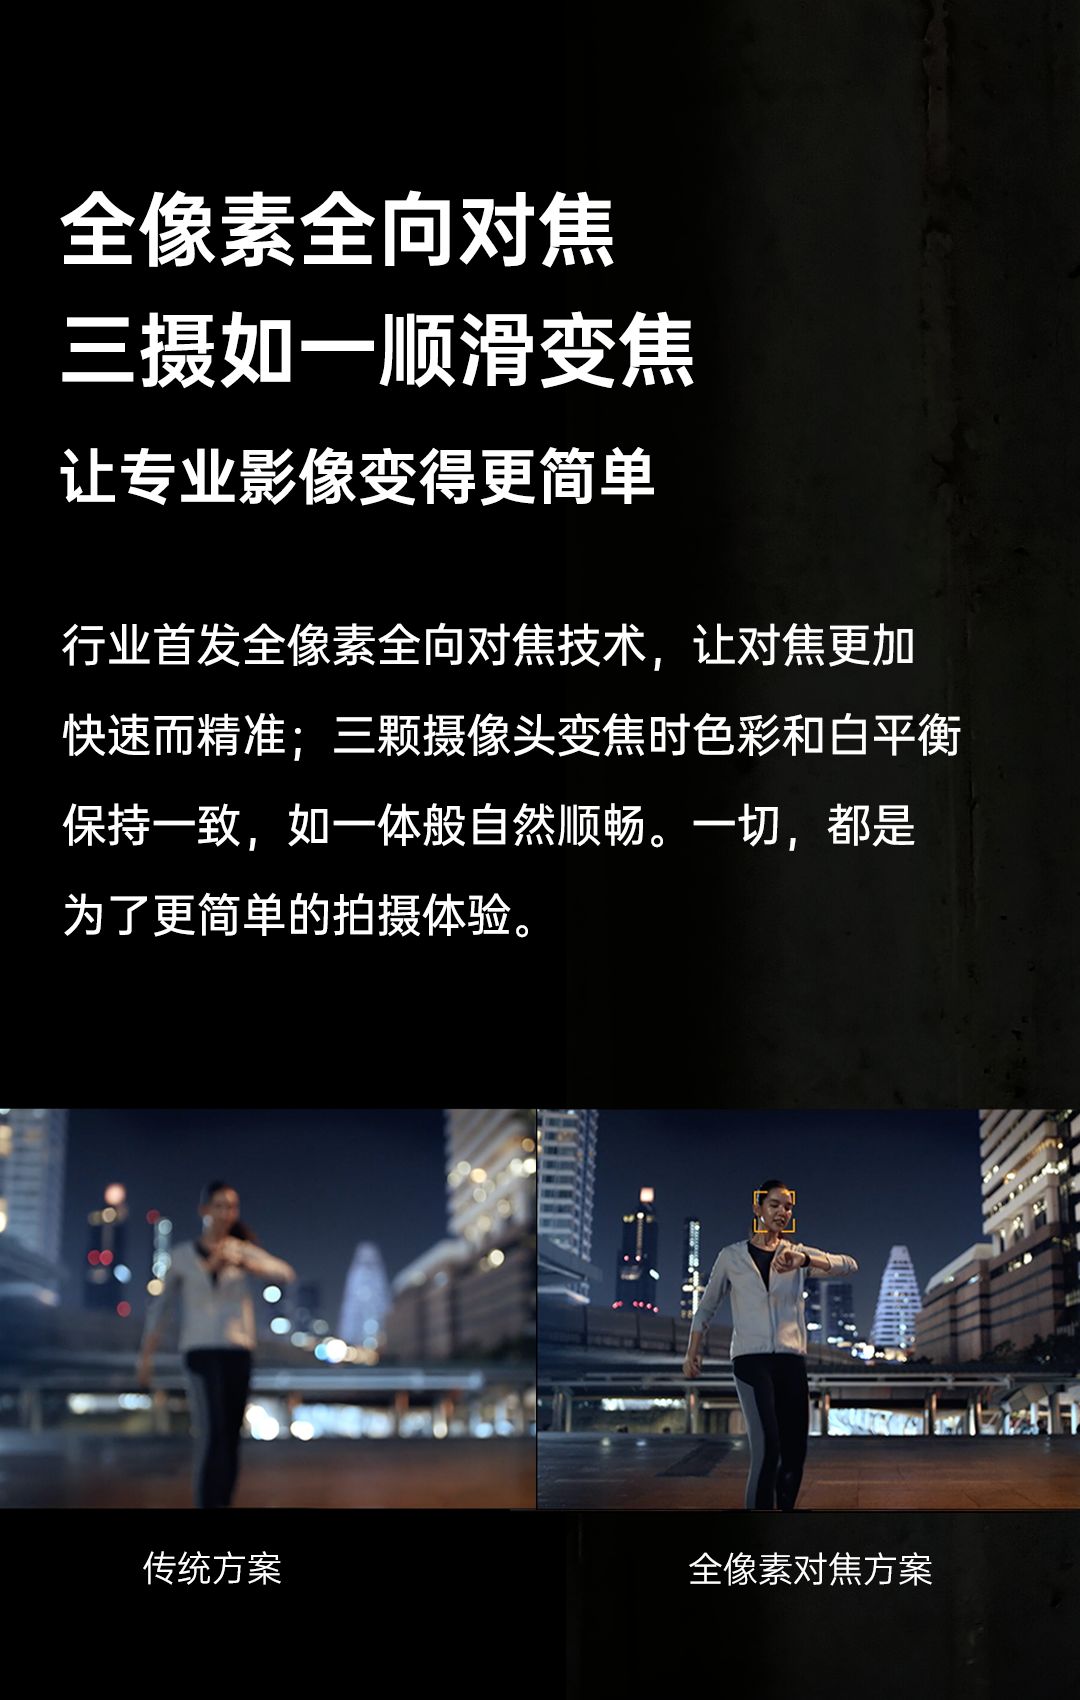 全像素全向对焦
三摄如一顺滑变焦
让专业影像变得更简单
行业首发全像素全向对焦技术，让对焦更加
快速而精准；三颗摄像头变焦时色彩和白平衡
保持一致，如一体般自然顺畅。一切，都是
为了更简单的拍摄体验。
传统方案
全像素对焦方案